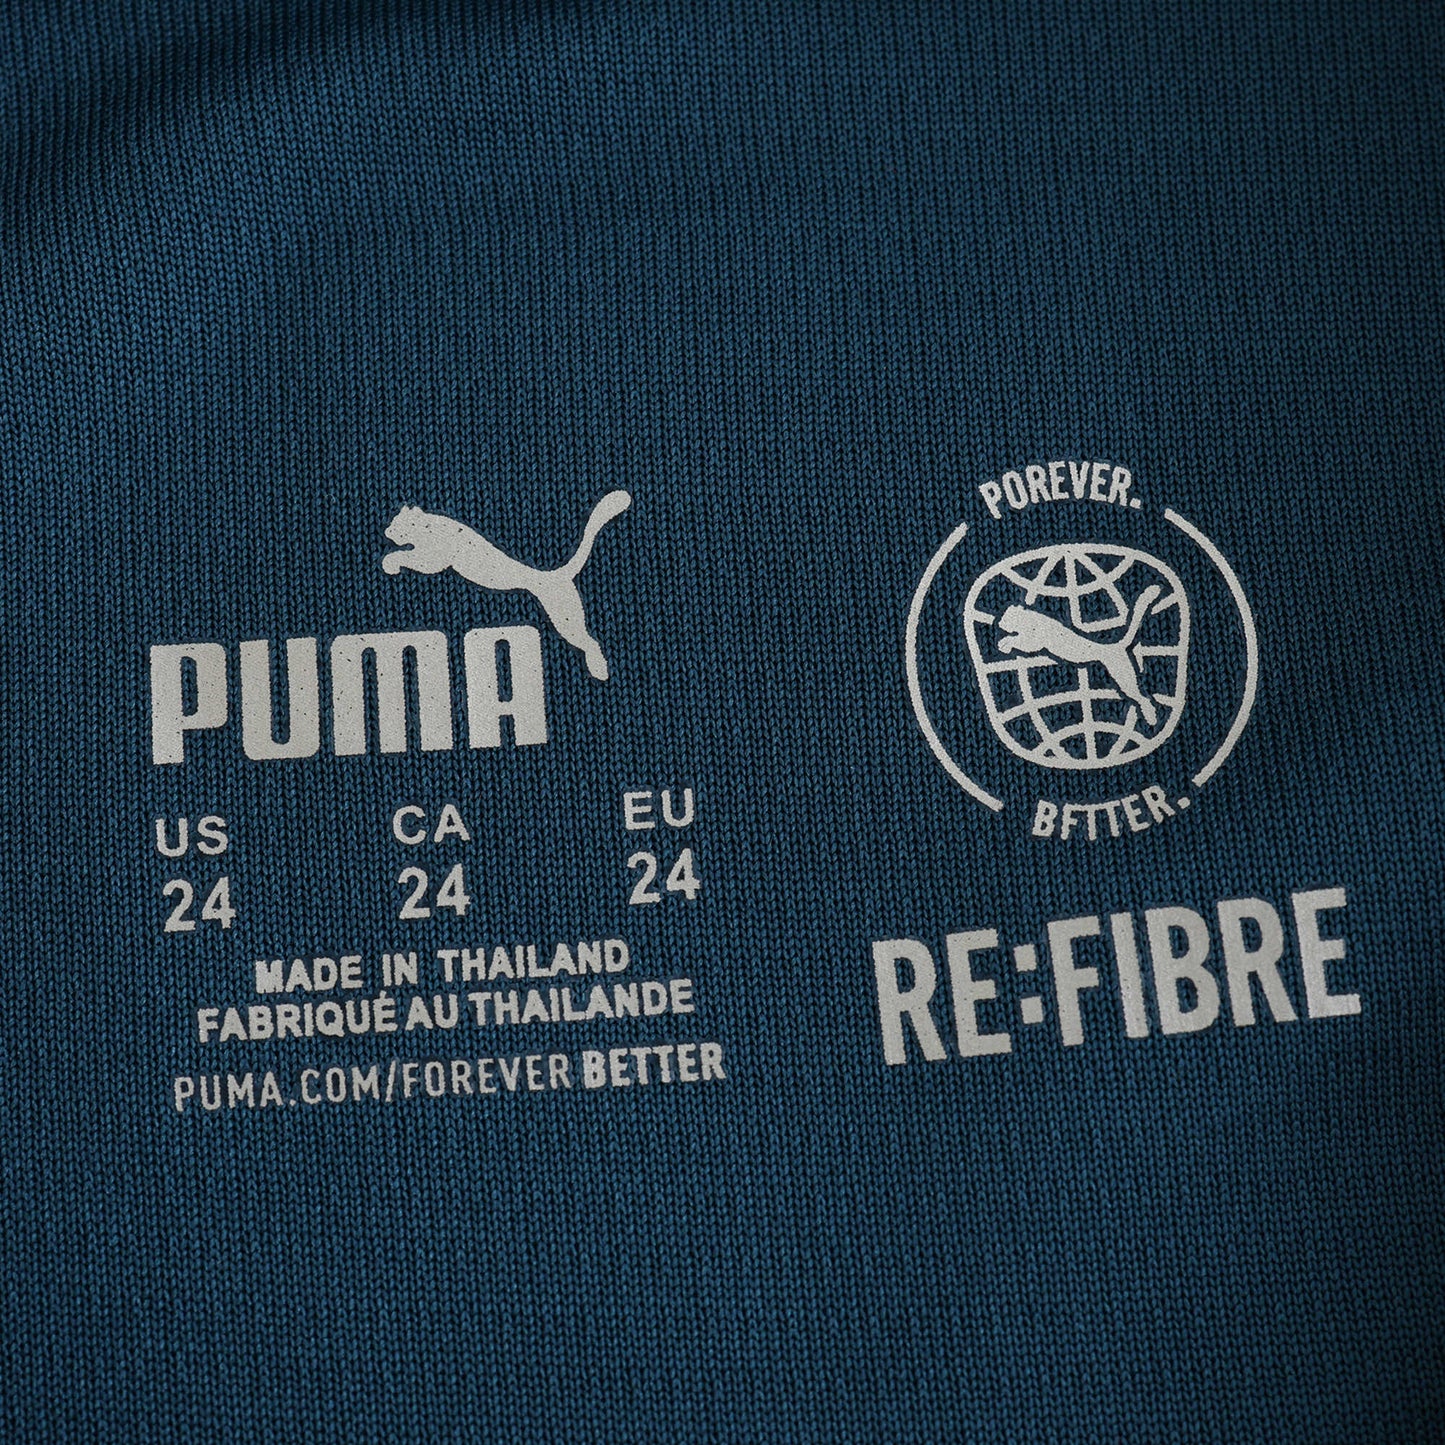 PUMA
US CA EU
24 24 24
MADE IN THAILAND
FABRIQUÉ AU THAILANDE
PUMA.COM/FOREVER BETTER
POREVER.
BFTTER.
RE:FIBRE